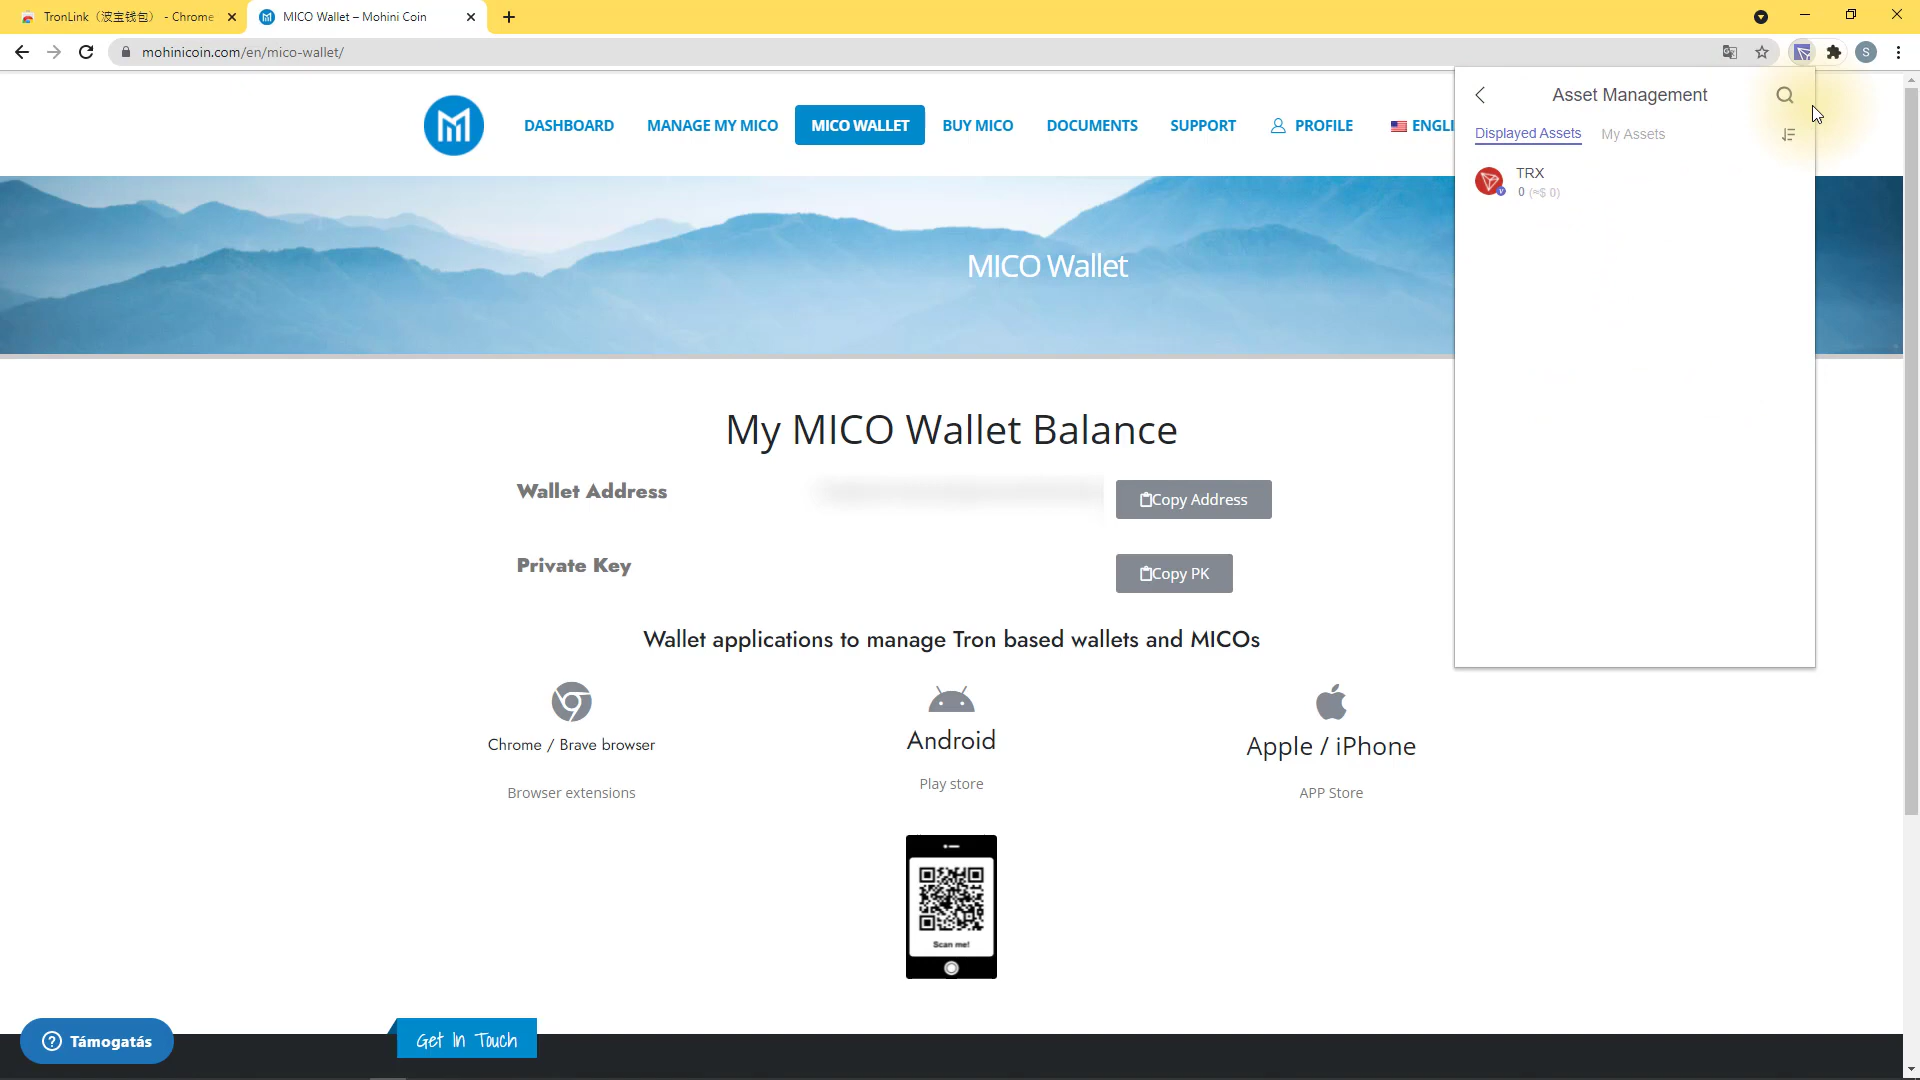 TronLink（波宝钱包） - Chrome
MICO Wallet – Mohini Coin
mohinicoin.com/en/mico-wallet/
S
DASHBOARD
MANAGE MY MICO
MICO WALLET
BUY MICO
DOCUMENTS
SUPPORT
PROFILE
ENGLI
Asset Management
Displayed Assets
My Assets
TRX
0 (≈$ 0)
MICO Wallet
My MICO Wallet Balance
Wallet Address
Copy Address
Private Key
Copy PK
Wallet applications to manage Tron based wallets and MICOs
Chrome / Brave browser
Browser extensions
Android
Play store
Apple / iPhone
APP Store
Scan me!
Támogatás
Get In Touch